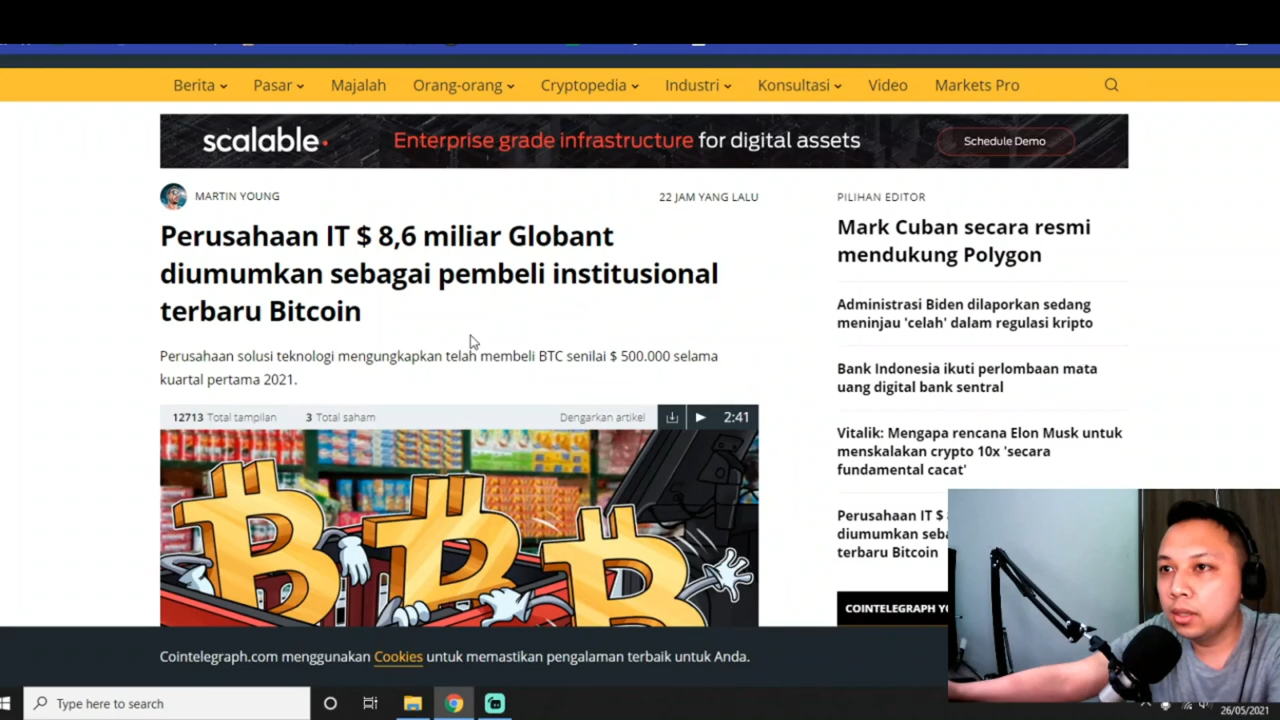 Berita Pasar Majalah Orang-orang Cryptopedia Industri Konsultasi Video Markets Pro
scalable. Enterprise grade infrastructure for digital assets Schedule Demo
MARTIN YOUNG 22 JAM YANG LALU
Perusahaan IT $ 8,6 miliar Globant
diumumkan sebagai pembeli institusional
terbaru Bitcoin
Perusahaan solusi teknologi mengungkapkan telah membeli BTC senilai $ 500.000 selama
kuartal pertama 2021.
12713 Total tampilan 3 Total saham Dengarkan artikel 2:41
PILIHAN EDITOR
Mark Cuban secara resmi
mendukung Polygon
Administrasi Biden dilaporkan sedang
meninjau 'celah' dalam regulasi kripto
Bank Indonesia ikuti perlombaan mata
uang digital bank sentral
Vitalik: Mengapa rencana Elon Musk untuk
menskalakan crypto 10x 'secara
fundamental cacat'
Perusahaan IT $
diumumkan seba
terbaru Bitcoin
COINTELEGRAPH YO
Cointelegraph.com menggunakan Cookies untuk memastikan pengalaman terbaik untuk Anda.
Type here to search
26/05/2021